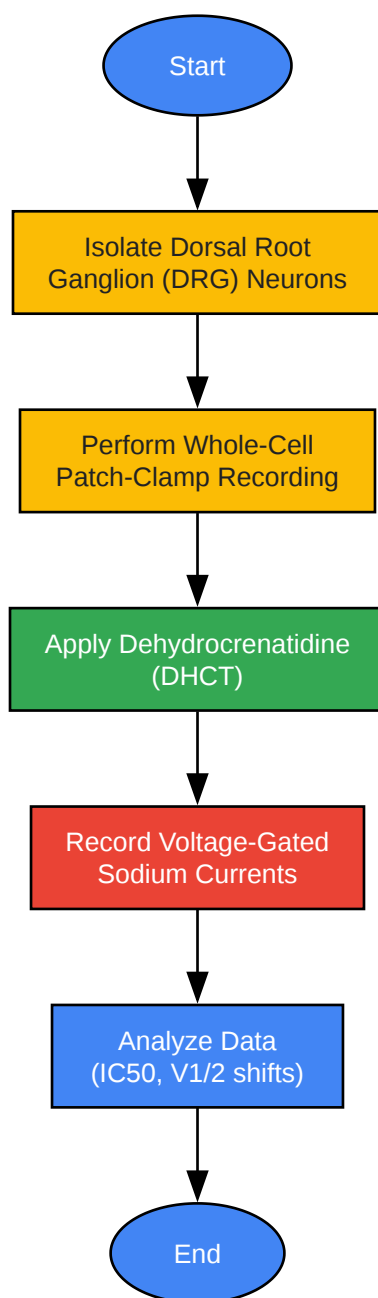 Start
Isolate Dorsal Root
Ganglion (DRG) Neurons
Perform Whole-Cell
Patch-Clamp Recording
Apply Dehydrocrenatidine
(DHCT)
Record Voltage-Gated
Sodium Currents
Analyze Data
(IC50, V1/2 shifts)
End